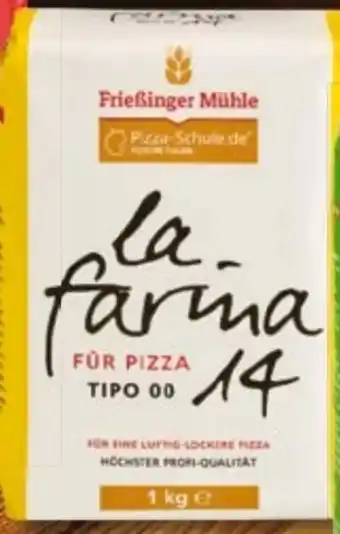 Frießinger Mühle
Pizza-Schule.de
la
farina
FÜR PIZZA
14
TIPO 00
FÜR EINE LUFTIG-LOCKERE PIZZA
HÖCHSTER PROFI-QUALITÄT
1 kg ℮